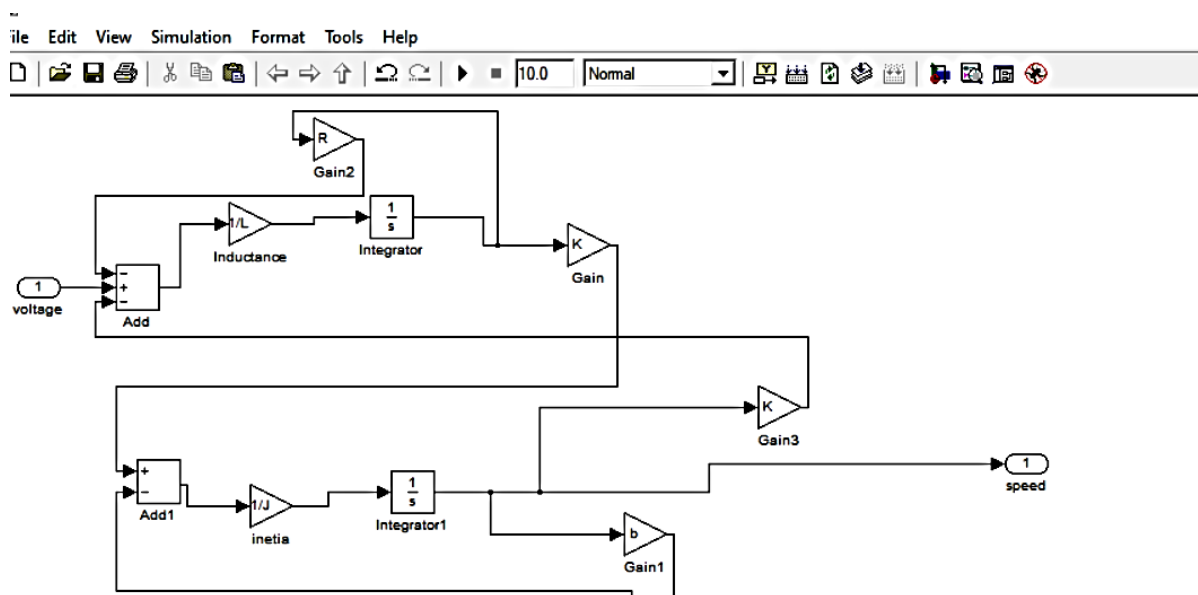 ile Edit View Simulation Format Tools Help
10.0 Normal
R
Gain2
1/L
Inductance
1
s
Integrator
K
Gain
1
voltage
−
+
−
Add
K
Gain3
+
−
Add1
1/J
inetia
1
s
Integrator1
1
speed
b
Gain1